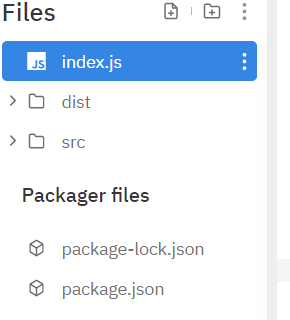 Files
JS index.js
dist
src
Packager files
package-lock.json
package.json